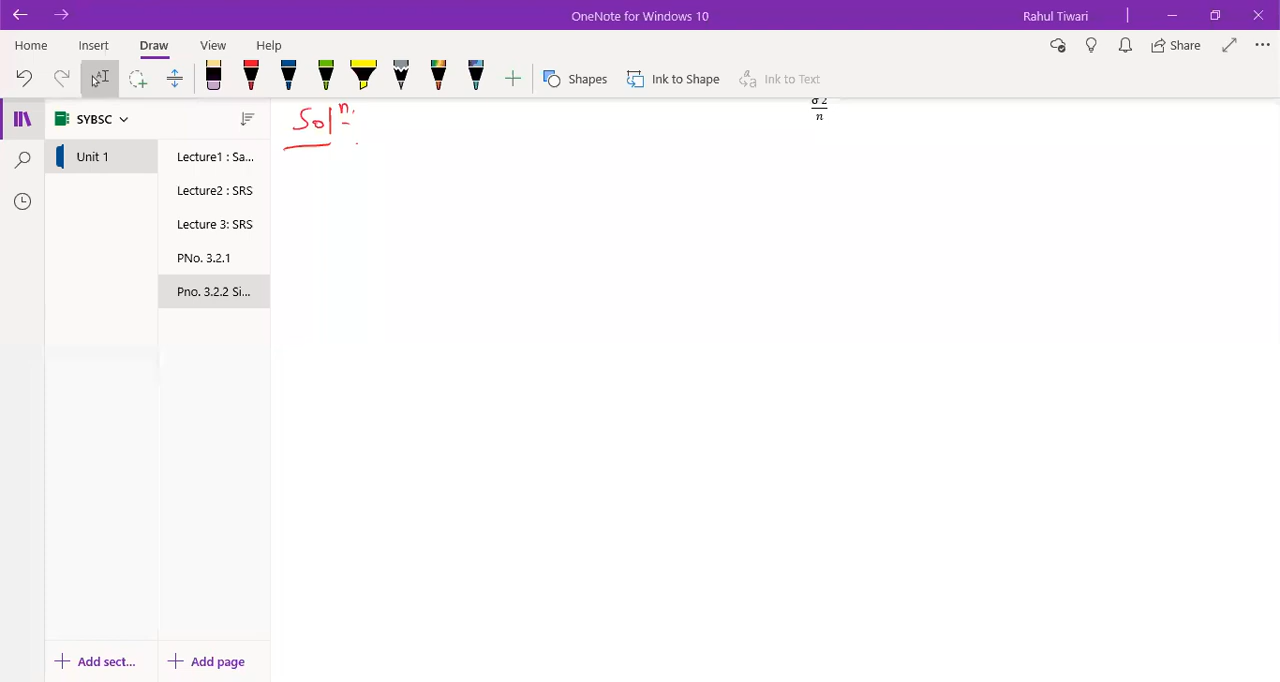 OneNote for Windows 10
Rahul Tiwari
Home Insert Draw View Help
Share
Shapes Ink to Shape Ink to Text
SYBSC
σ2
n
Solⁿ:
Unit 1
Lecture1 : Sa...
Lecture2 : SRS
Lecture 3: SRS
PNo. 3.2.1
Pno. 3.2.2 Si...
Add sect...
Add page